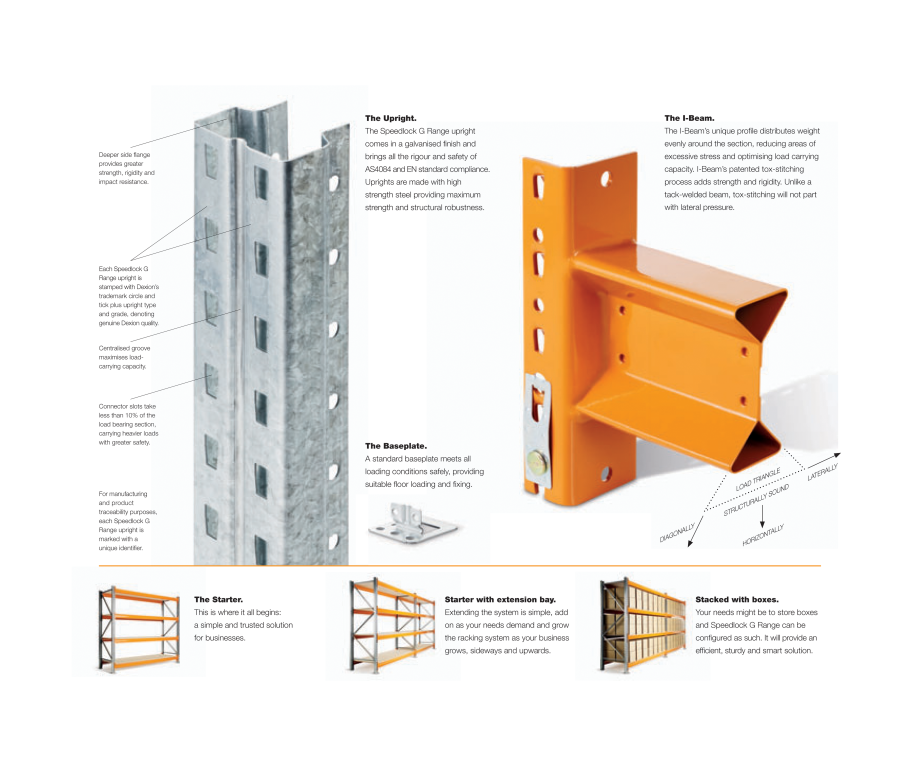 Deeper side flange
provides greater
strength, rigidity and
impact resistance.
Each Speedlock G
Range upright is
stamped with Dexion's
trademark circle and
tick plus upright type
and grade, denoting
genuine Dexion quality.
Centralised groove
maximises load-
carrying capacity.
Connector slots take
less than 10% of the
load bearing section,
carrying heavier loads
with greater safety.
For manufacturing
and product
traceability purposes,
each Speedlock G
Range upright is
marked with a
unique identifier.
The Upright.
The Speedlock G Range upright
comes in a galvanised finish and
brings all the rigour and safety of
AS4084 and EN standard compliance.
Uprights are made with high
strength steel providing maximum
strength and structural robustness.
The Baseplate.
A standard baseplate meets all
loading conditions safely, providing
suitable floor loading and fixing.
The I-Beam.
The I-Beam's unique profile distributes weight
evenly around the section, reducing areas of
excessive stress and optimising load carrying
capacity. I-Beam's patented tox-stitching
process adds strength and rigidity. Unlike a
tack-welded beam, tox-stitching will not part
with lateral pressure.
LOAD TRIANGLE
LATERALLY
STRUCTURALLY SOUND
DIAGONALLY
HORIZONTALLY
The Starter.
This is where it all begins:
a simple and trusted solution
for businesses.
Starter with extension bay.
Extending the system is simple, add
on as your needs demand and grow
the racking system as your business
grows, sideways and upwards.
Stacked with boxes.
Your needs might be to store boxes
and Speedlock G Range can be
configured as such. It will provide an
efficient, sturdy and smart solution.